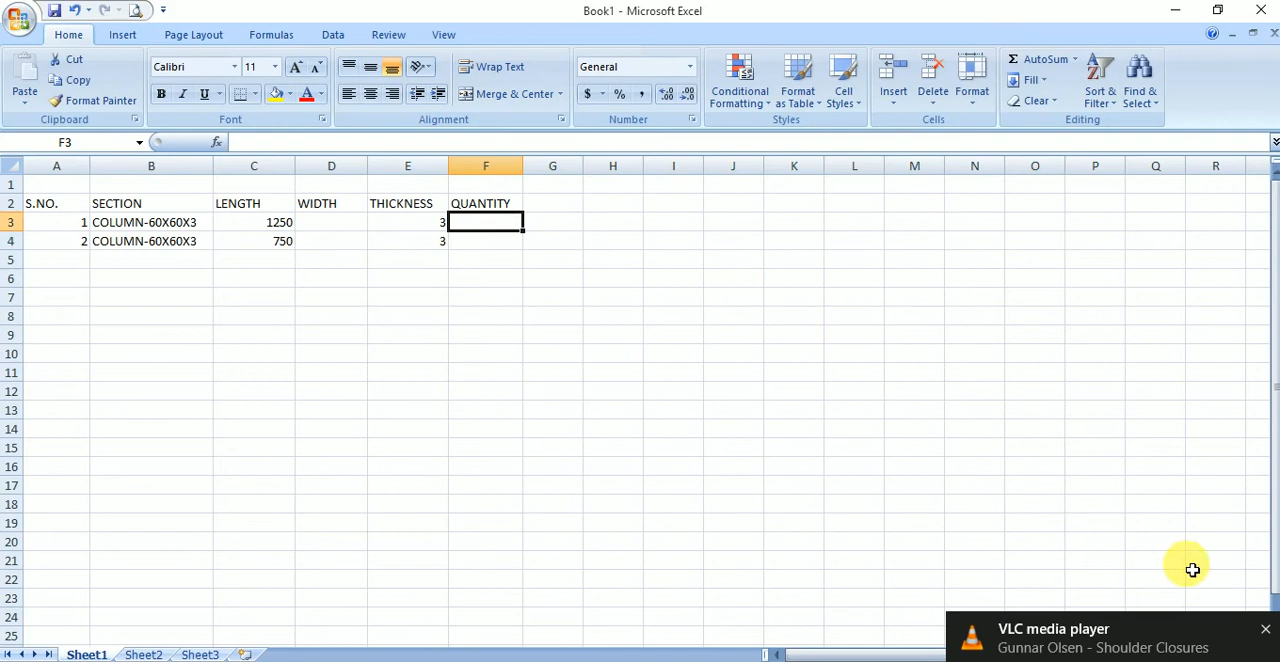 Book1 - Microsoft Excel
Home Insert Page Layout Formulas Data Review View
Paste
Cut
Copy
Format Painter
Clipboard
Calibri 11
B I U
Font
Wrap Text
Merge & Center
Alignment
General
$ % ,
Number
Conditional Formatting
Format as Table
Cell Styles
Styles
Insert Delete Format
Cells
AutoSum
Fill
Clear
Sort & Filter
Find & Select
Editing
F3 fx
A B C D E F G H I J K L M N O P Q R
1
2 S.NO. SECTION LENGTH WIDTH THICKNESS QUANTITY
3 1 COLUMN-60X60X3 1250 3
4 2 COLUMN-60X60X3 750 3
5
6
7
8
9
10
11
12
13
14
15
16
17
18
19
20
21
22
23
24
25
Sheet1 Sheet2 Sheet3
VLC media player
Gunnar Olsen - Shoulder Closures